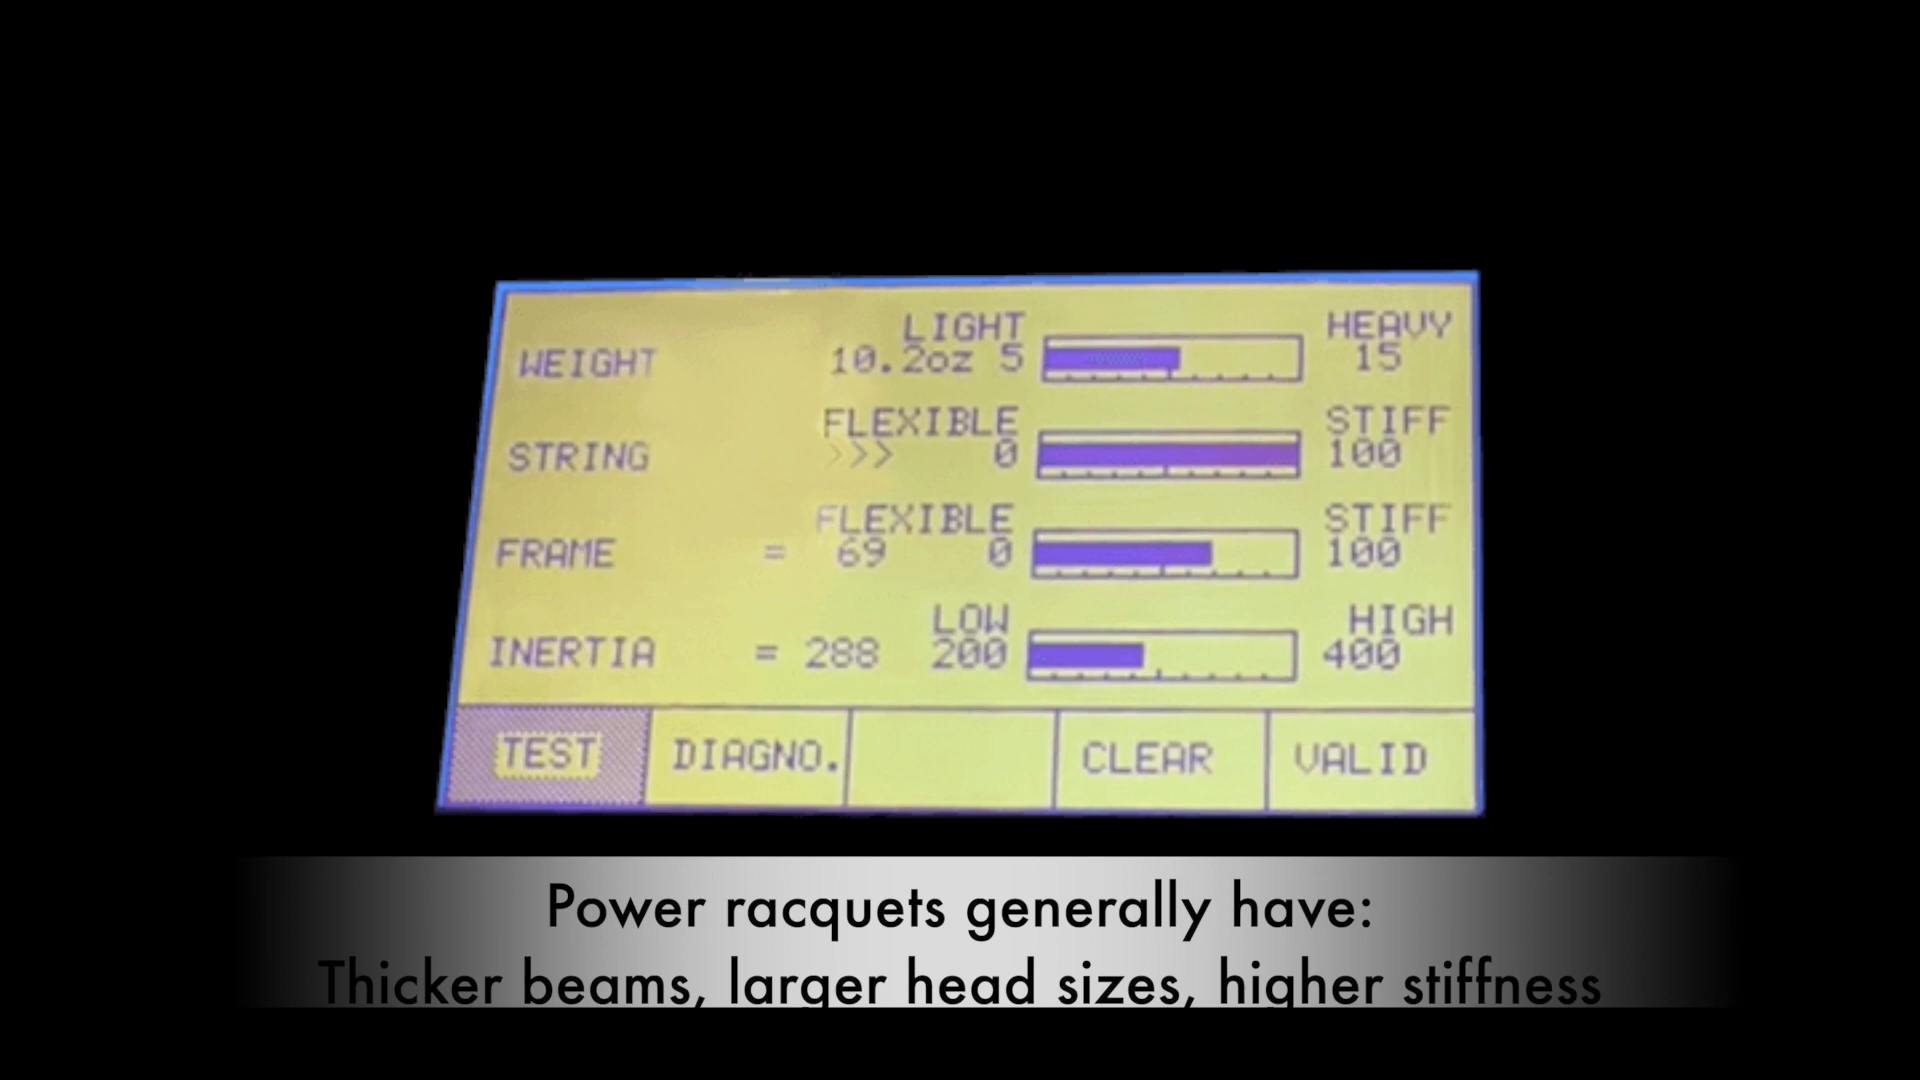 LIGHT HEAVY
WEIGHT 10.2oz 5 15
FLEXIBLE STIFF
STRING >>> 0 100
FLEXIBLE STIFF
FRAME = 69 0 100
LOW HIGH
INERTIA = 288 200 400
TEST DIAGNO. CLEAR VALID
Power racquets generally have:
Thicker beams, larger head sizes, higher stiffness